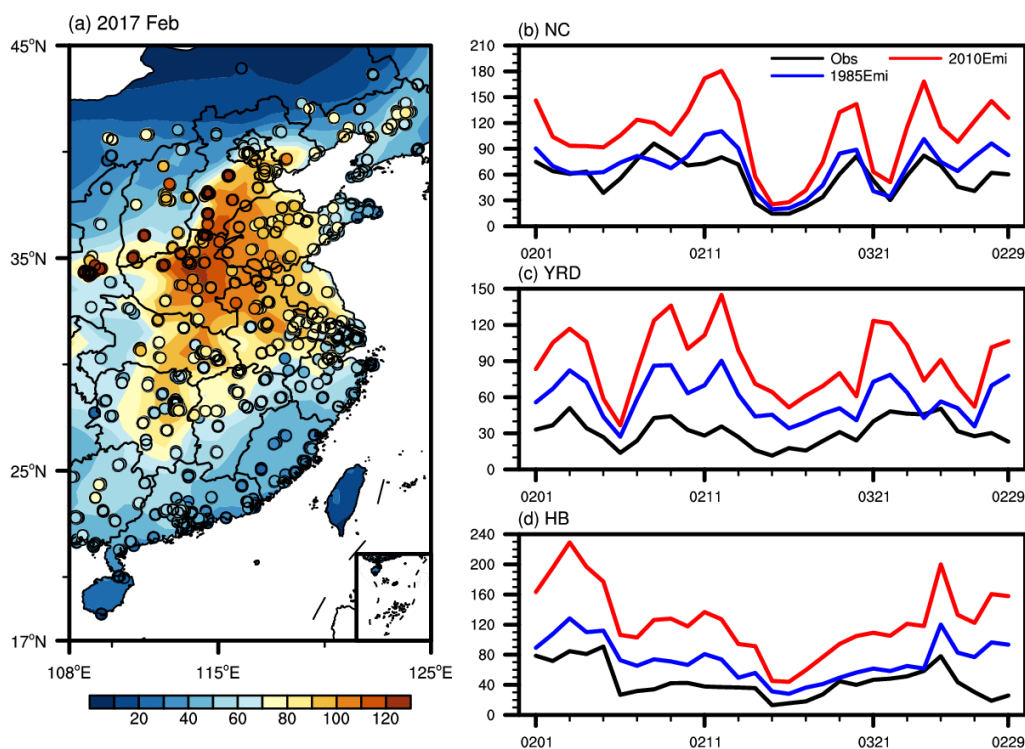 (a) 2017 Feb
45°N
35°N
25°N
17°N
108°E 115°E 125°E
20 40 60 80 100 120
(b) NC
210
180
150
120
90
60
30
0
Obs 2010Emi
1985Emi
0201 0211 0321 0229
(c) YRD
150
120
90
60
30
0
0201 0211 0321 0229
(d) HB
240
200
160
120
80
40
0
0201 0211 0321 0229